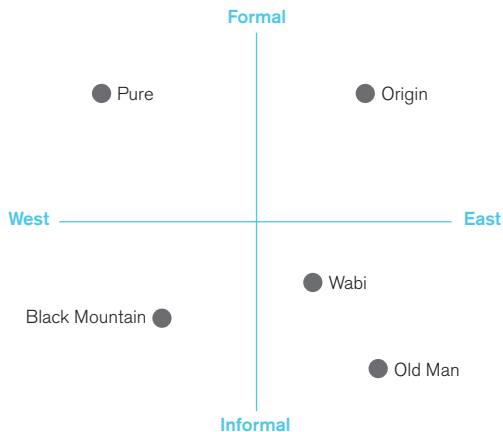 Formal
Pure
Origin
West
East
Wabi
Black Mountain
Old Man
Informal